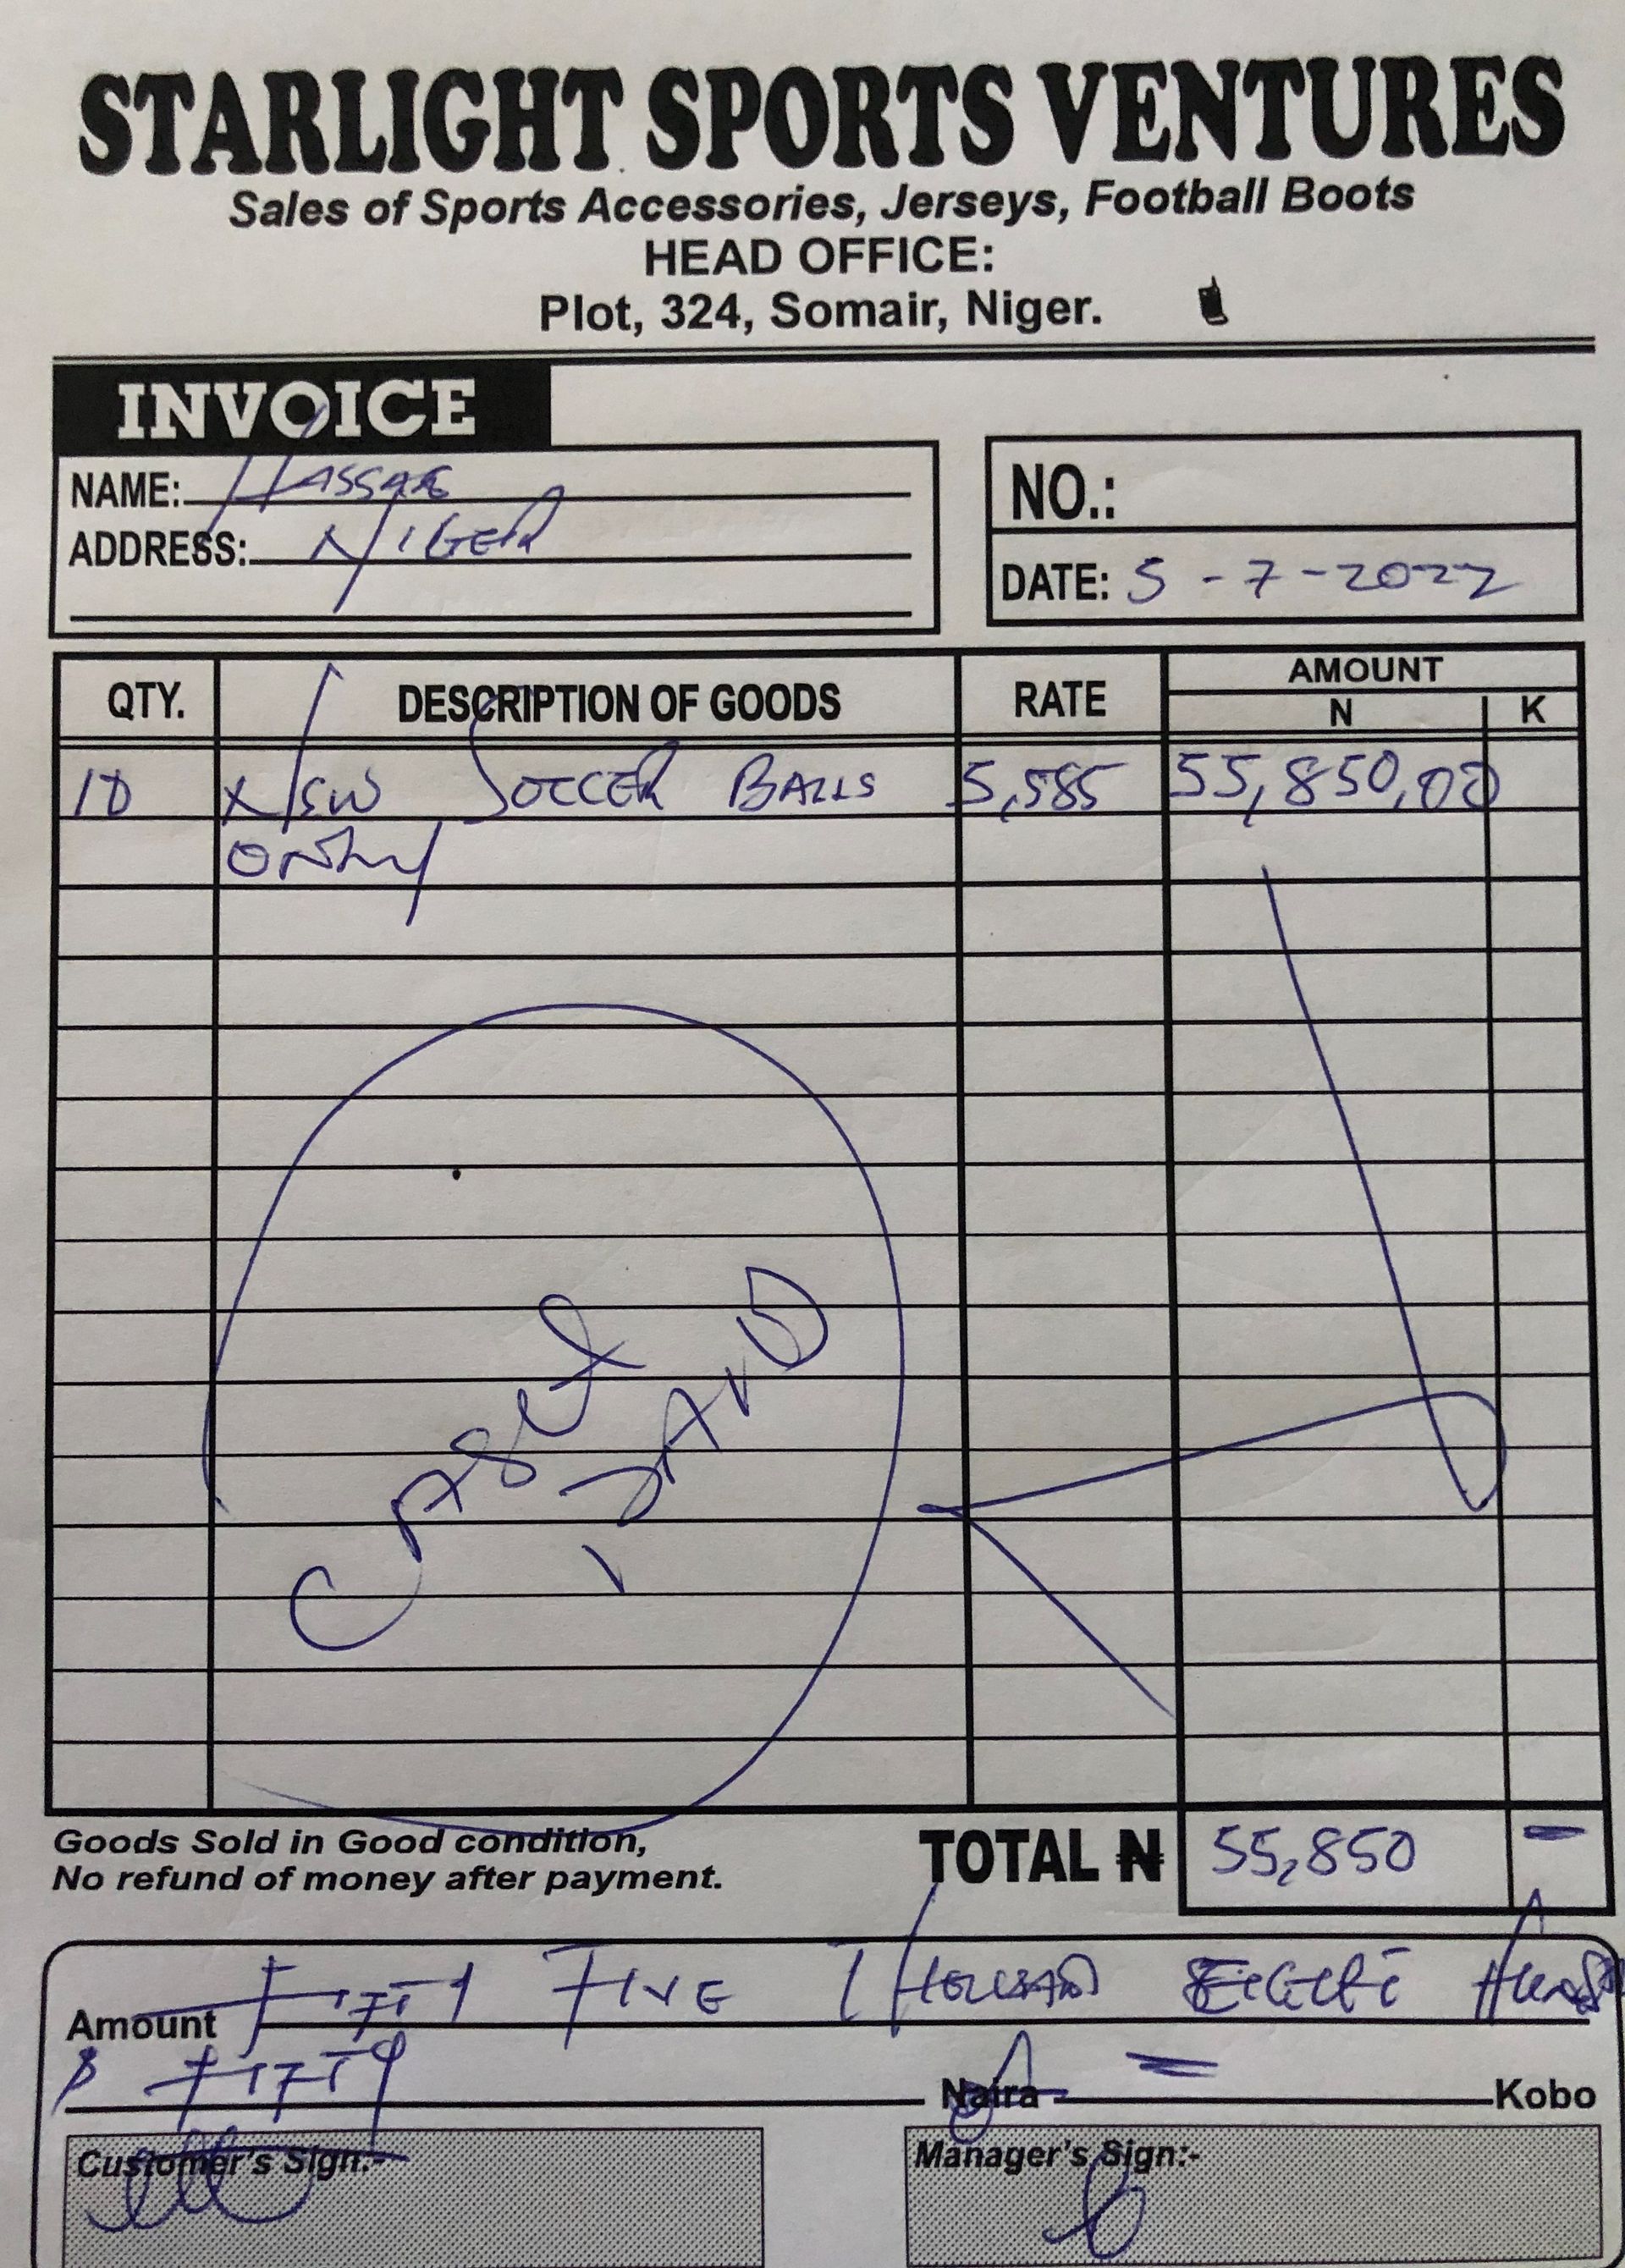 STARLIGHT SPORTS VENTURES
Sales of Sports Accessories, Jerseys, Football Boots
HEAD OFFICE:
Plot, 324, Somair, Niger.
INVOICE
NAME:
ADDRESS: NIGER
NO.:
DATE: 5-7-2022
QTY. DESCRIPTION OF GOODS RATE AMOUNT
N K
10 NEW SOCCER BALLS 5,585 55,850,00
ONLY
CASH
PAID
Goods Sold in Good condition,
No refund of money after payment.
TOTAL ₦ 55,850 -
Amount FIFTY FIVE THOUSAND EIGHT
& FIFTY Naira = Kobo
Customer's Sign:-
Manager's Sign:-